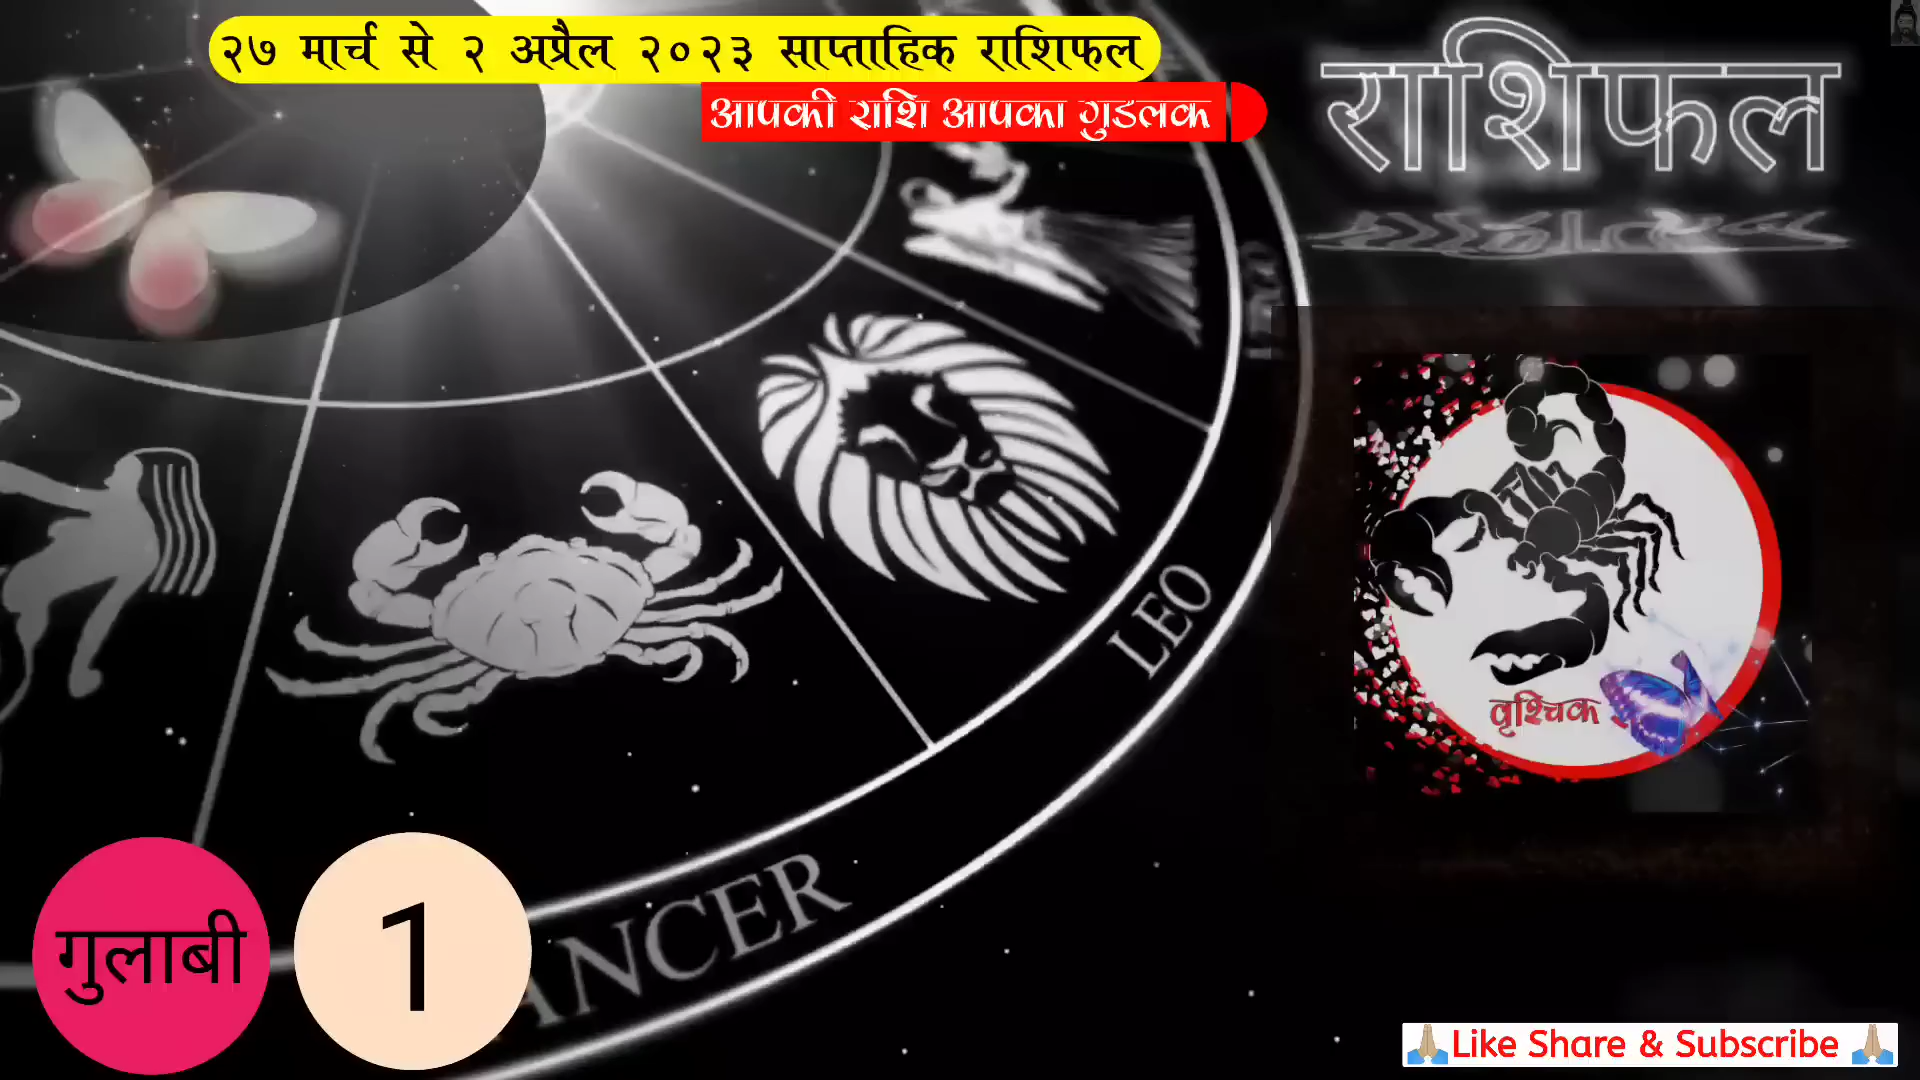 २७ मार्च से २ अप्रैल २०२३ साप्ताहिक राशिफल
आपकी राशि आपका गुडलक
राशिफल
LEO
वृश्चिक
ANCER
गुलाबी
1
Like Share & Subscribe